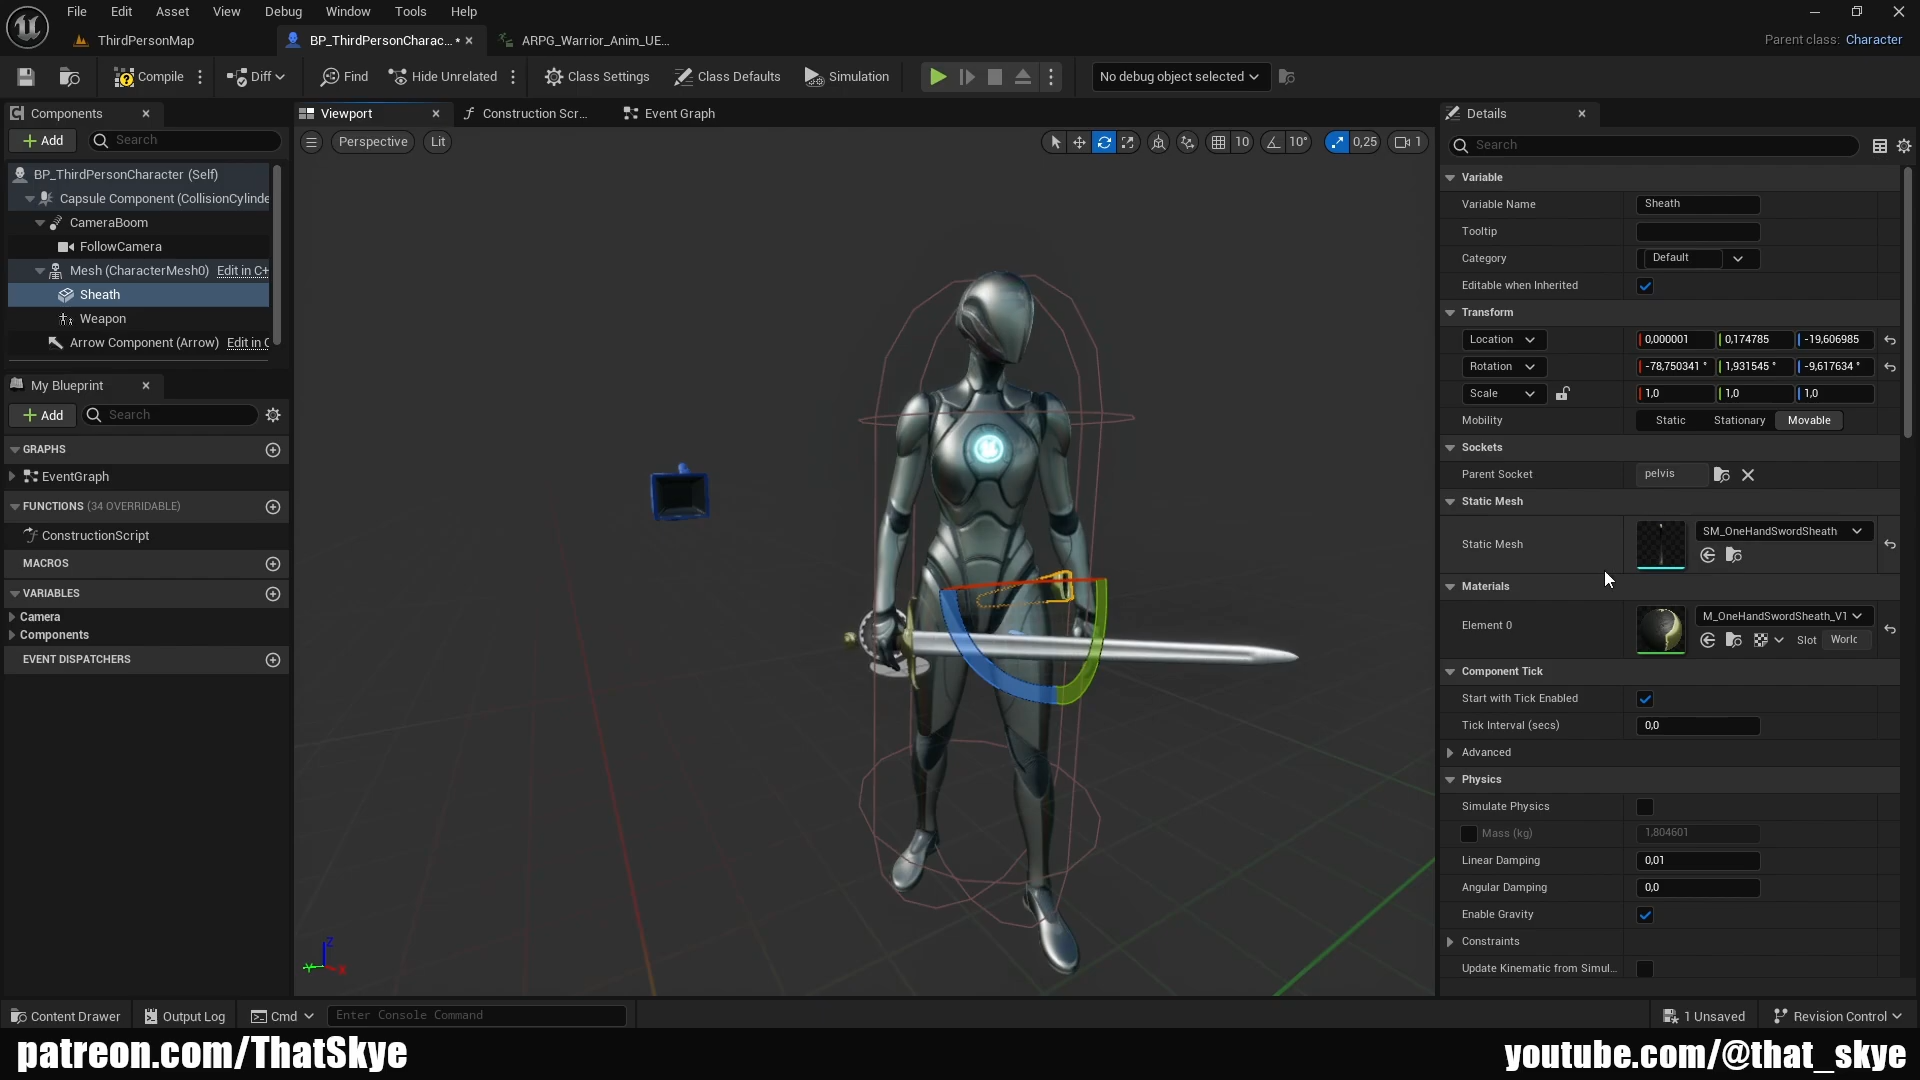 File Edit Asset View Debug Window Tools Help
ThirdPersonMap BP_ThirdPersonCharac... * ARPG_Warrior_Anim_UE... Parent class: Character
Compile Diff Find Hide Unrelated Class Settings Class Defaults Simulation No debug object selected
Components
Add Search
BP_ThirdPersonCharacter (Self)
Capsule Component (CollisionCylinde
CameraBoom
FollowCamera
Mesh (CharacterMesh0) Edit in C+
Sheath
Weapon
Arrow Component (Arrow) Edit in C
My Blueprint
Add Search
GRAPHS
EventGraph
FUNCTIONS (34 OVERRIDABLE)
ConstructionScript
MACROS
VARIABLES
Camera
Components
EVENT DISPATCHERS
Viewport Construction Scr... Event Graph
Perspective Lit 10 10° 0,25 1
Z
Y X
Details
Search
Variable
Variable Name Sheath
Tooltip
Category Default
Editable when Inherited
Transform
Location 0,000001 0,174785 -19,606985
Rotation -78,750341 ° 1,931545 ° -9,617634 °
Scale 1,0 1,0 1,0
Mobility Static Stationary Movable
Sockets
Parent Socket pelvis
Static Mesh
Static Mesh SM_OneHandSwordSheath
Materials
Element 0 M_OneHandSwordSheath_V1
Slot Worlc
Component Tick
Start with Tick Enabled
Tick Interval (secs) 0,0
Advanced
Physics
Simulate Physics
Mass (kg) 1,804601
Linear Damping 0,01
Angular Damping 0,0
Enable Gravity
Constraints
Update Kinematic from Simul...
Content Drawer Output Log Cmd Enter Console Command 1 Unsaved Revision Control
patreon.com/ThatSkye youtube.com/@that_skye